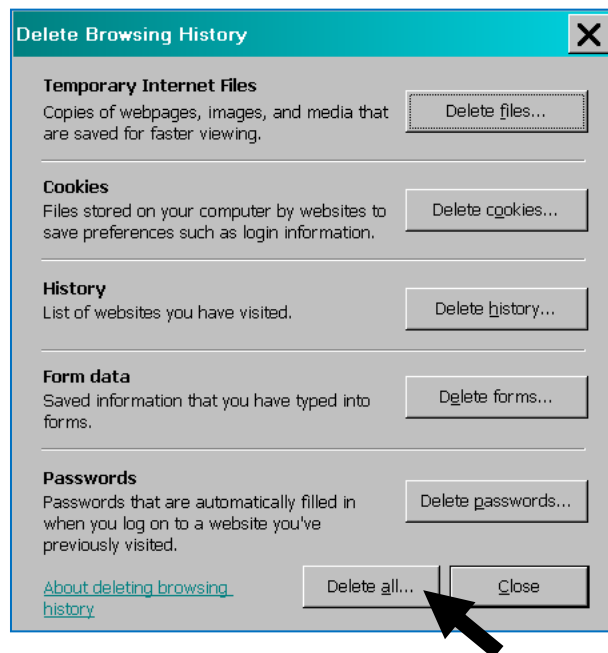 Delete Browsing History
Temporary Internet Files
Copies of webpages, images, and media that
are saved for faster viewing.
Delete files...
Cookies
Files stored on your computer by websites to
save preferences such as login information.
Delete cookies...
History
List of websites you have visited.
Delete history...
Form data
Saved information that you have typed into
forms.
Delete forms...
Passwords
Passwords that are automatically filled in
when you log on to a website you've
previously visited.
Delete passwords...
About deleting browsing
history
Delete all...
Close